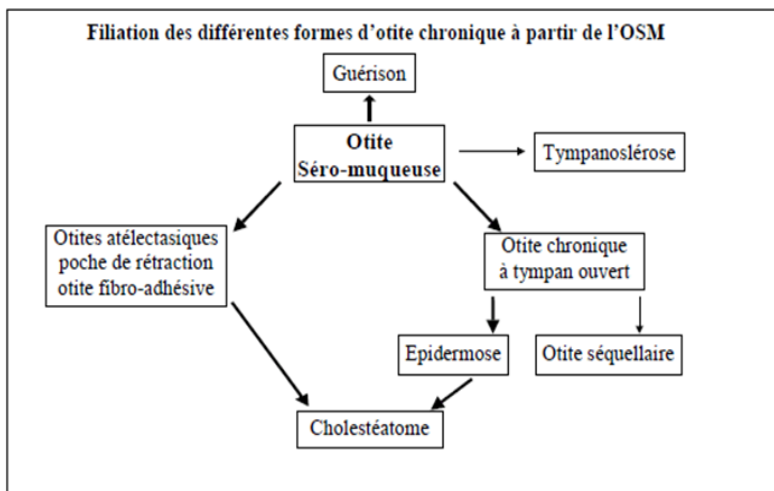 Filiation des différentes formes d'otite chronique à partir de l'OSM
Guérison
Otite
Séro-muqueuse
Tympanoslérose
Otites atélectasiques
poche de rétraction
otite fibro-adhésive
Otite chronique
à tympan ouvert
Epidermose
Otite séquellaire
Cholestéatome